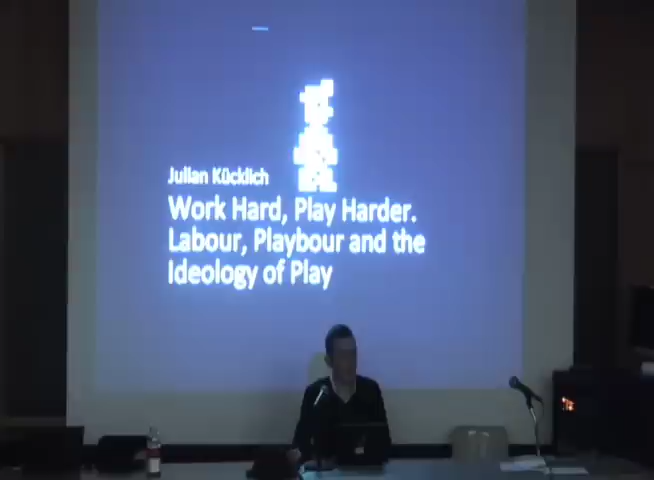 Julian Kücklich
Work Hard, Play Harder.
Labour, Playbour and the
Ideology of Play